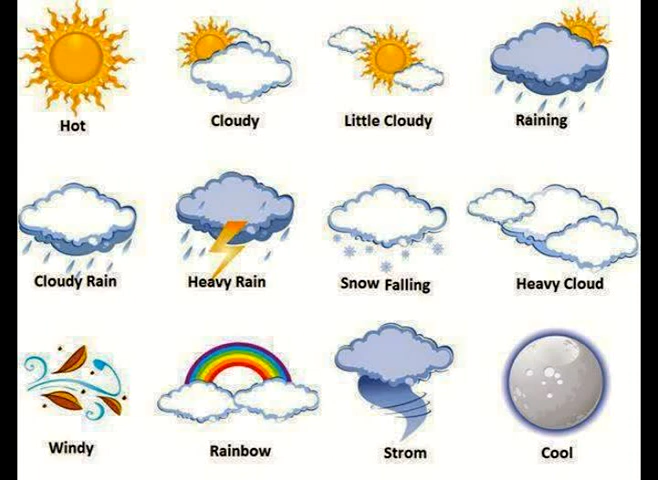 Hot
Cloudy
Little Cloudy
Raining
Cloudy Rain
Heavy Rain
Snow Falling
Heavy Cloud
Windy
Rainbow
Strom
Cool